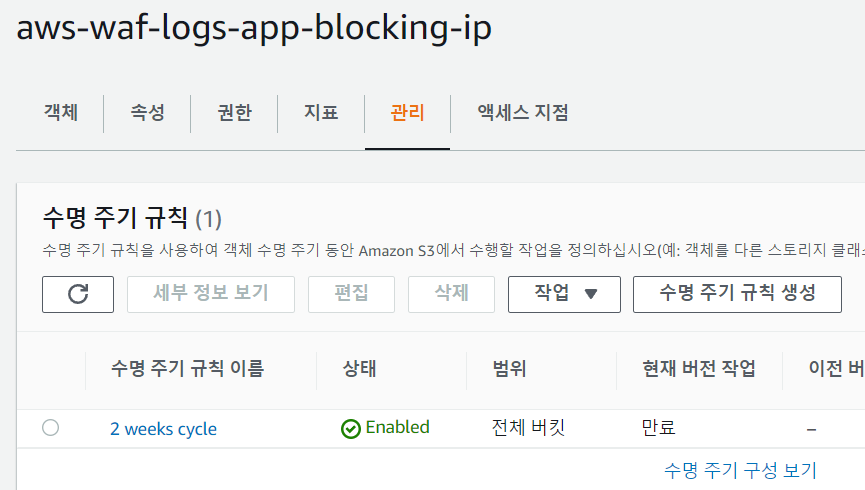 aws-waf-logs-app-blocking-ip
객체 속성 권한 지표 관리 액세스 지점
수명 주기 규칙 (1)
수명 주기 규칙을 사용하여 객체 수명 주기 동안 Amazon S3에서 수행할 작업을 정의하십시오(예: 객체를 다른 스토리지 클래스
세부 정보 보기 편집 삭제 작업 수명 주기 규칙 생성
수명 주기 규칙 이름 상태 범위 현재 버전 작업 이전 버
2 weeks cycle Enabled 전체 버킷 만료 –
수명 주기 구성 보기